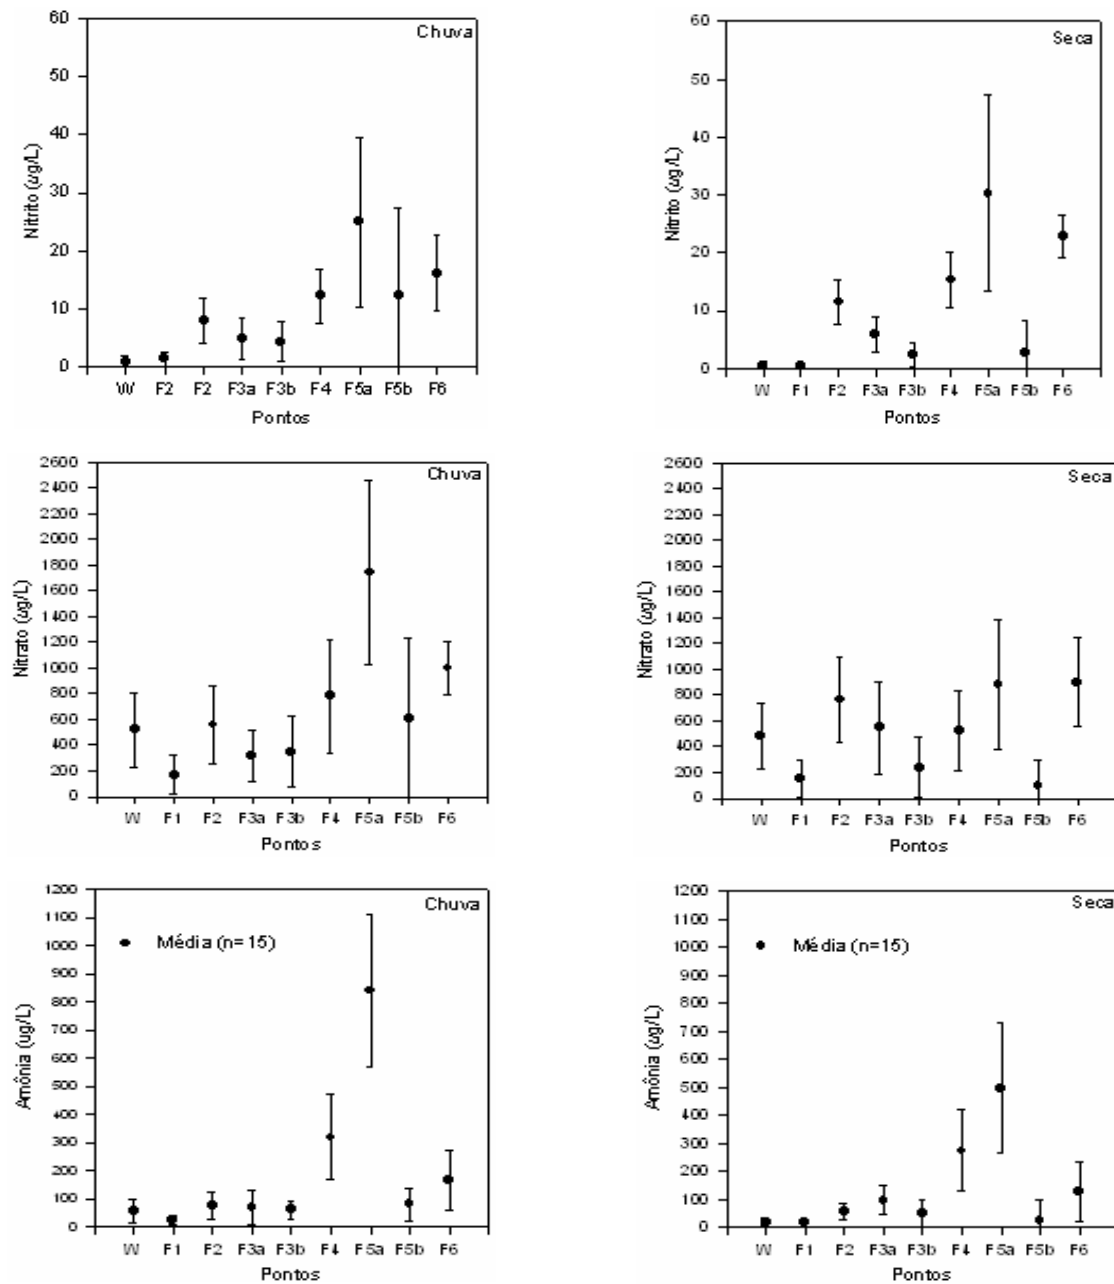 60
50
40
30
20
10
0
Nitrito (ug/L)
Chuva
W F2 F2 F3a F3b F4 F5a F5b F6
Pontos
60
50
40
30
20
10
0
Nitrito (ug/L)
Seca
W F1 F2 F3a F3b F4 F5a F5b F6
Pontos
2600
2400
2200
2000
1800
1600
1400
1200
1000
800
600
400
200
0
Nitrato (ug/L)
Chuva
W F1 F2 F3a F3b F4 F5a F5b F6
Pontos
2600
2400
2200
2000
1800
1600
1400
1200
1000
800
600
400
200
0
Nitrato (ug/L)
Seca
W F1 F2 F3a F3b F4 F5a F5b F6
Pontos
1200
1100
1000
900
800
700
600
500
400
300
200
100
0
Amônia (ug/L)
Chuva
Média (n=15)
W F1 F2 F3a F3b F4 F5a F5b F6
Pontos
1200
1100
1000
900
800
700
600
500
400
300
200
100
0
Amônia (ug/L)
Seca
Média (n=15)
W F1 F2 F3a F3b F4 F5a F5b F6
Pontos